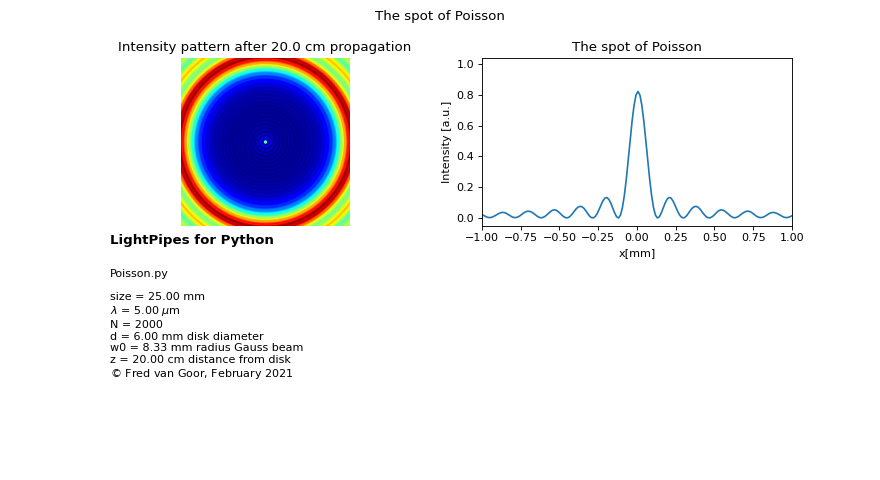 The spot of Poisson
Intensity pattern after 20.0 cm propagation
LightPipes for Python
Poisson.py
size = 25.00 mm
λ = 5.00 μm
N = 2000
d = 6.00 mm disk diameter
w0 = 8.33 mm radius Gauss beam
z = 20.00 cm distance from disk
© Fred van Goor, February 2021
The spot of Poisson
Intensity [a.u.]
1.0
0.8
0.6
0.4
0.2
0.0
−1.00 −0.75 −0.50 −0.25 0.00 0.25 0.50 0.75 1.00
x[mm]